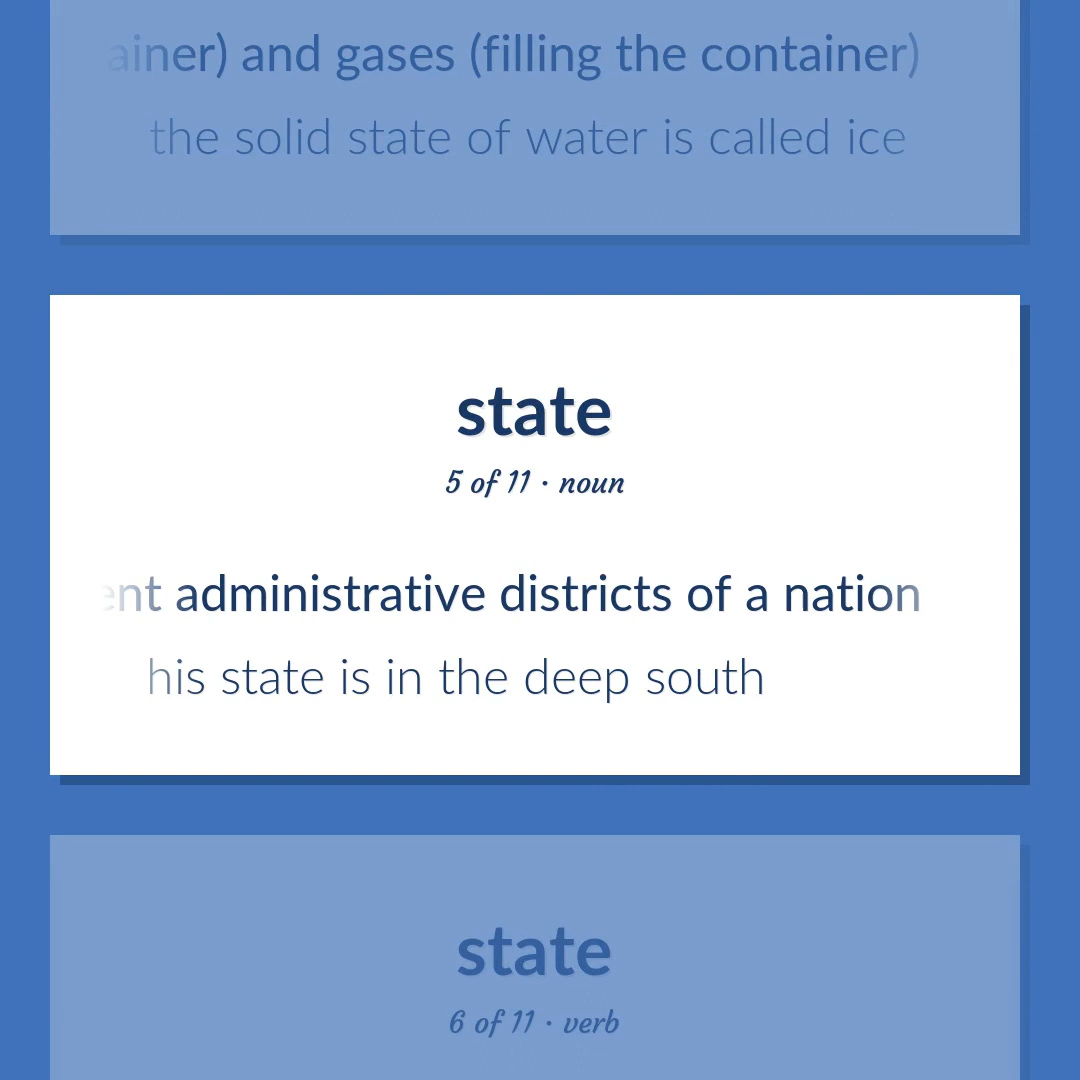 ainer) and gases (filling the container)
the solid state of water is called ice
state
5 of 11 · noun
ent administrative districts of a nation
his state is in the deep south
state
6 of 11 · verb